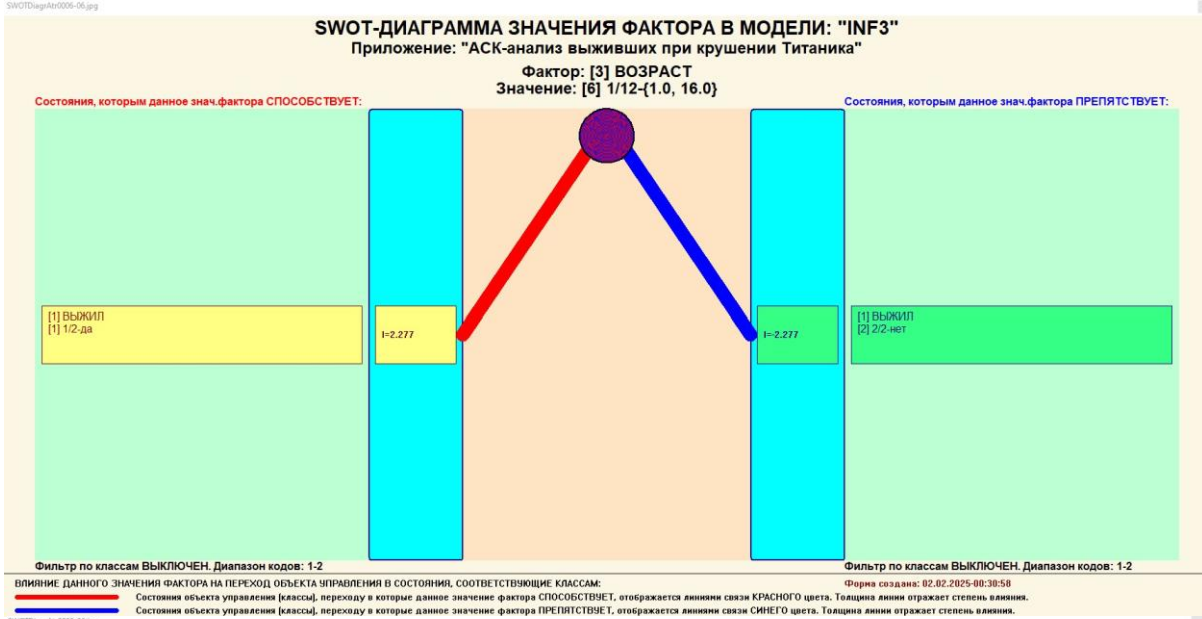 SWOTDiagrAtr0006-06.jpg
SWOT-ДИАГРАММА ЗНАЧЕНИЯ ФАКТОРА В МОДЕЛИ: "INF3"
Приложение: "АСК-анализ выживших при крушении Титаника"
Фактор: [3] ВОЗРАСТ
Значение: [6] 1/12-{1.0, 16.0}
Состояния, которым данное знач.фактора СПОСОБСТВУЕТ:
Состояния, которым данное знач.фактора ПРЕПЯТСТВУЕТ:
[1] ВЫЖИЛ
[1] 1/2-да
I=2.277
I=-2.277
[1] ВЫЖИЛ
[2] 2/2-нет
Фильтр по классам ВЫКЛЮЧЕН. Диапазон кодов: 1-2
Фильтр по классам ВЫКЛЮЧЕН. Диапазон кодов: 1-2
ВЛИЯНИЕ ДАННОГО ЗНАЧЕНИЯ ФАКТОРА НА ПЕРЕХОД ОБЪЕКТА УПРАВЛЕНИЯ В СОСТОЯНИЯ, СООТВЕТСТВУЮЩИЕ КЛАССАМ:
Форма создана: 02.02.2025-00:30:58
Состояния объекта управления (классы), переходу в которые данное значение фактора СПОСОБСТВУЕТ, отображается линиями связи КРАСНОГО цвета. Толщина линии отражает степень влияния.
Состояния объекта управления (классы), переходу в которые данное значение фактора ПРЕПЯТСТВУЕТ, отображается линиями связи СИНЕГО цвета. Толщина линии отражает степень влияния.